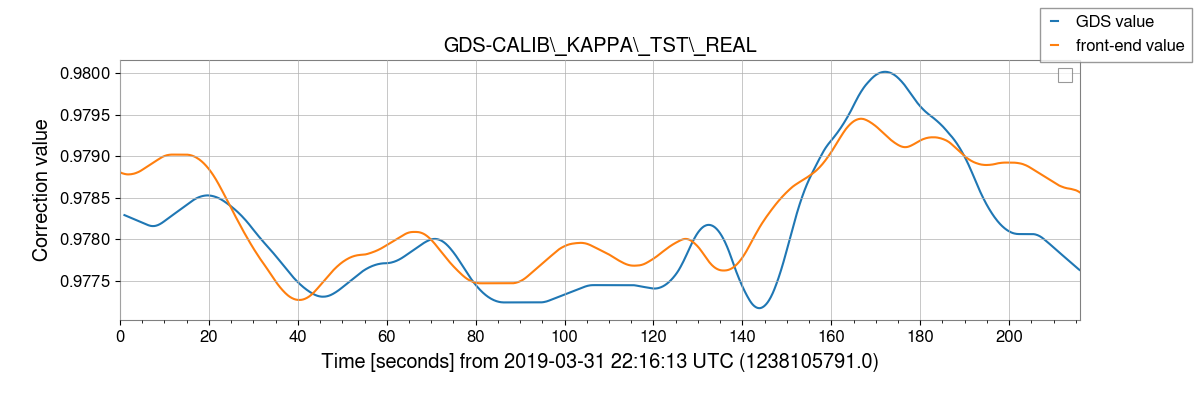 GDS value
front-end value
GDS-CALIB\_KAPPA\_TST\_REAL
Correction value
0.9800
0.9795
0.9790
0.9785
0.9780
0.9775
0 20 40 60 80 100 120 140 160 180 200
Time [seconds] from 2019-03-31 22:16:13 UTC (1238105791.0)